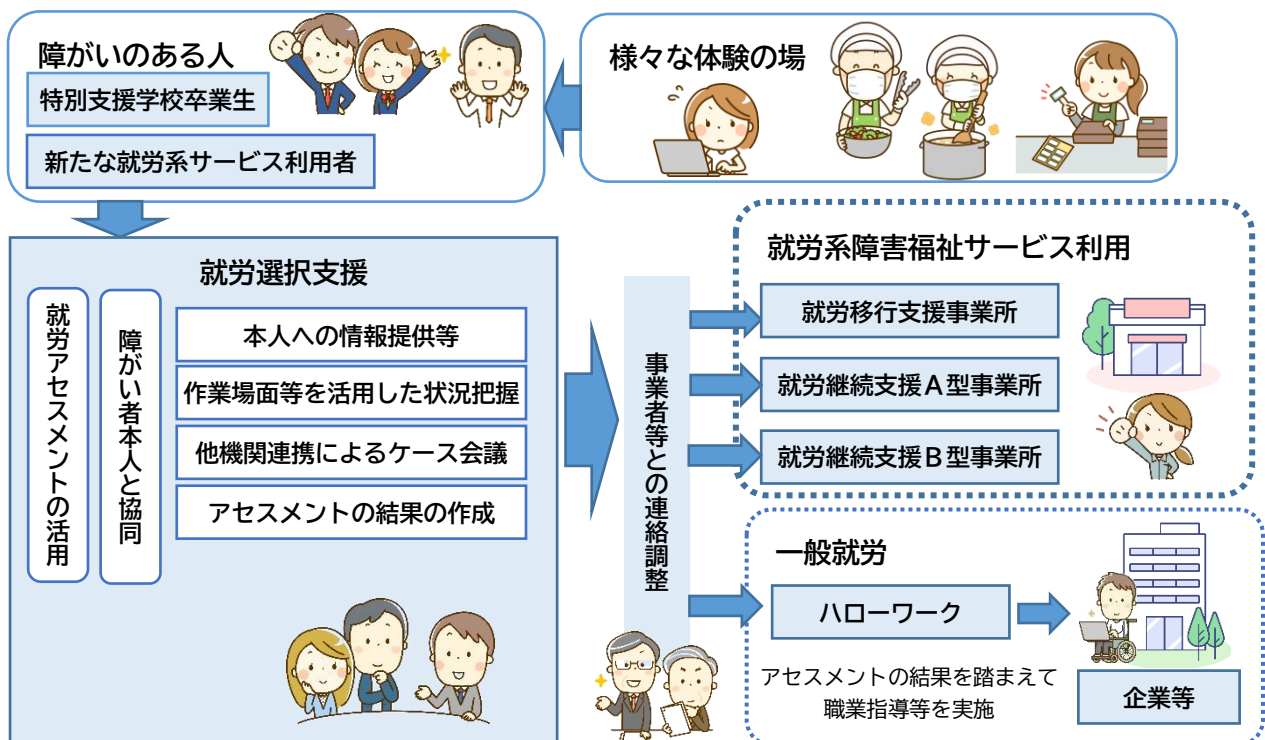 障がいのある人
特別支援学校卒業生
新たな就労系サービス利用者
様々な体験の場
就労選択支援
就労アセスメントの活用
障がい者本人と協同
本人への情報提供等
作業場面等を活用した状況把握
他機関連携によるケース会議
アセスメントの結果の作成
事業者等との連絡調整
就労系障害福祉サービス利用
就労移行支援事業所
就労継続支援A型事業所
就労継続支援B型事業所
一般就労
ハローワーク
アセスメントの結果を踏まえて
職業指導等を実施
企業等